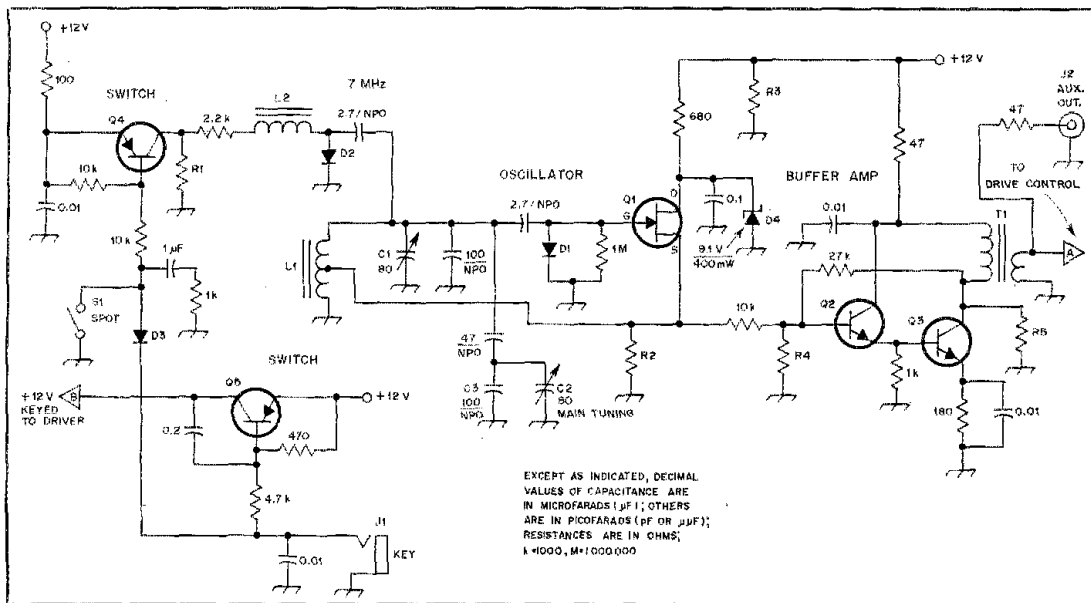 +12V
100
SWITCH
Q4
2.2k
L2
7 MHz
2.7/NPO
D2
R1
10k
0.01
10k
1µF
1k
S1
SPOT
D3
SWITCH
Q5
+12V
KEYED
TO DRIVER
B
+12V
0.2
470
4.7k
J1
KEY
0.01
L1
C1
80
100
NPO
OSCILLATOR
2.7/NPO
D1
1M
47
NPO
C3
100
NPO
C2
80
MAIN TUNING
Q1
G
D
S
680
R3
0.1
D4
9.1V
400mW
+12V
47
BUFFER AMP
0.01
27k
Q2
Q3
10k
R4
R2
1k
180
0.01
R5
T1
47
J2
AUX.
OUT.
TO
DRIVE CONTROL
A
EXCEPT AS INDICATED, DECIMAL
VALUES OF CAPACITANCE ARE
IN MICROFARADS (µF); OTHERS
ARE IN PICOFARADS (pF OR µµF);
RESISTANCES ARE IN OHMS;
k=1000, M=1000000